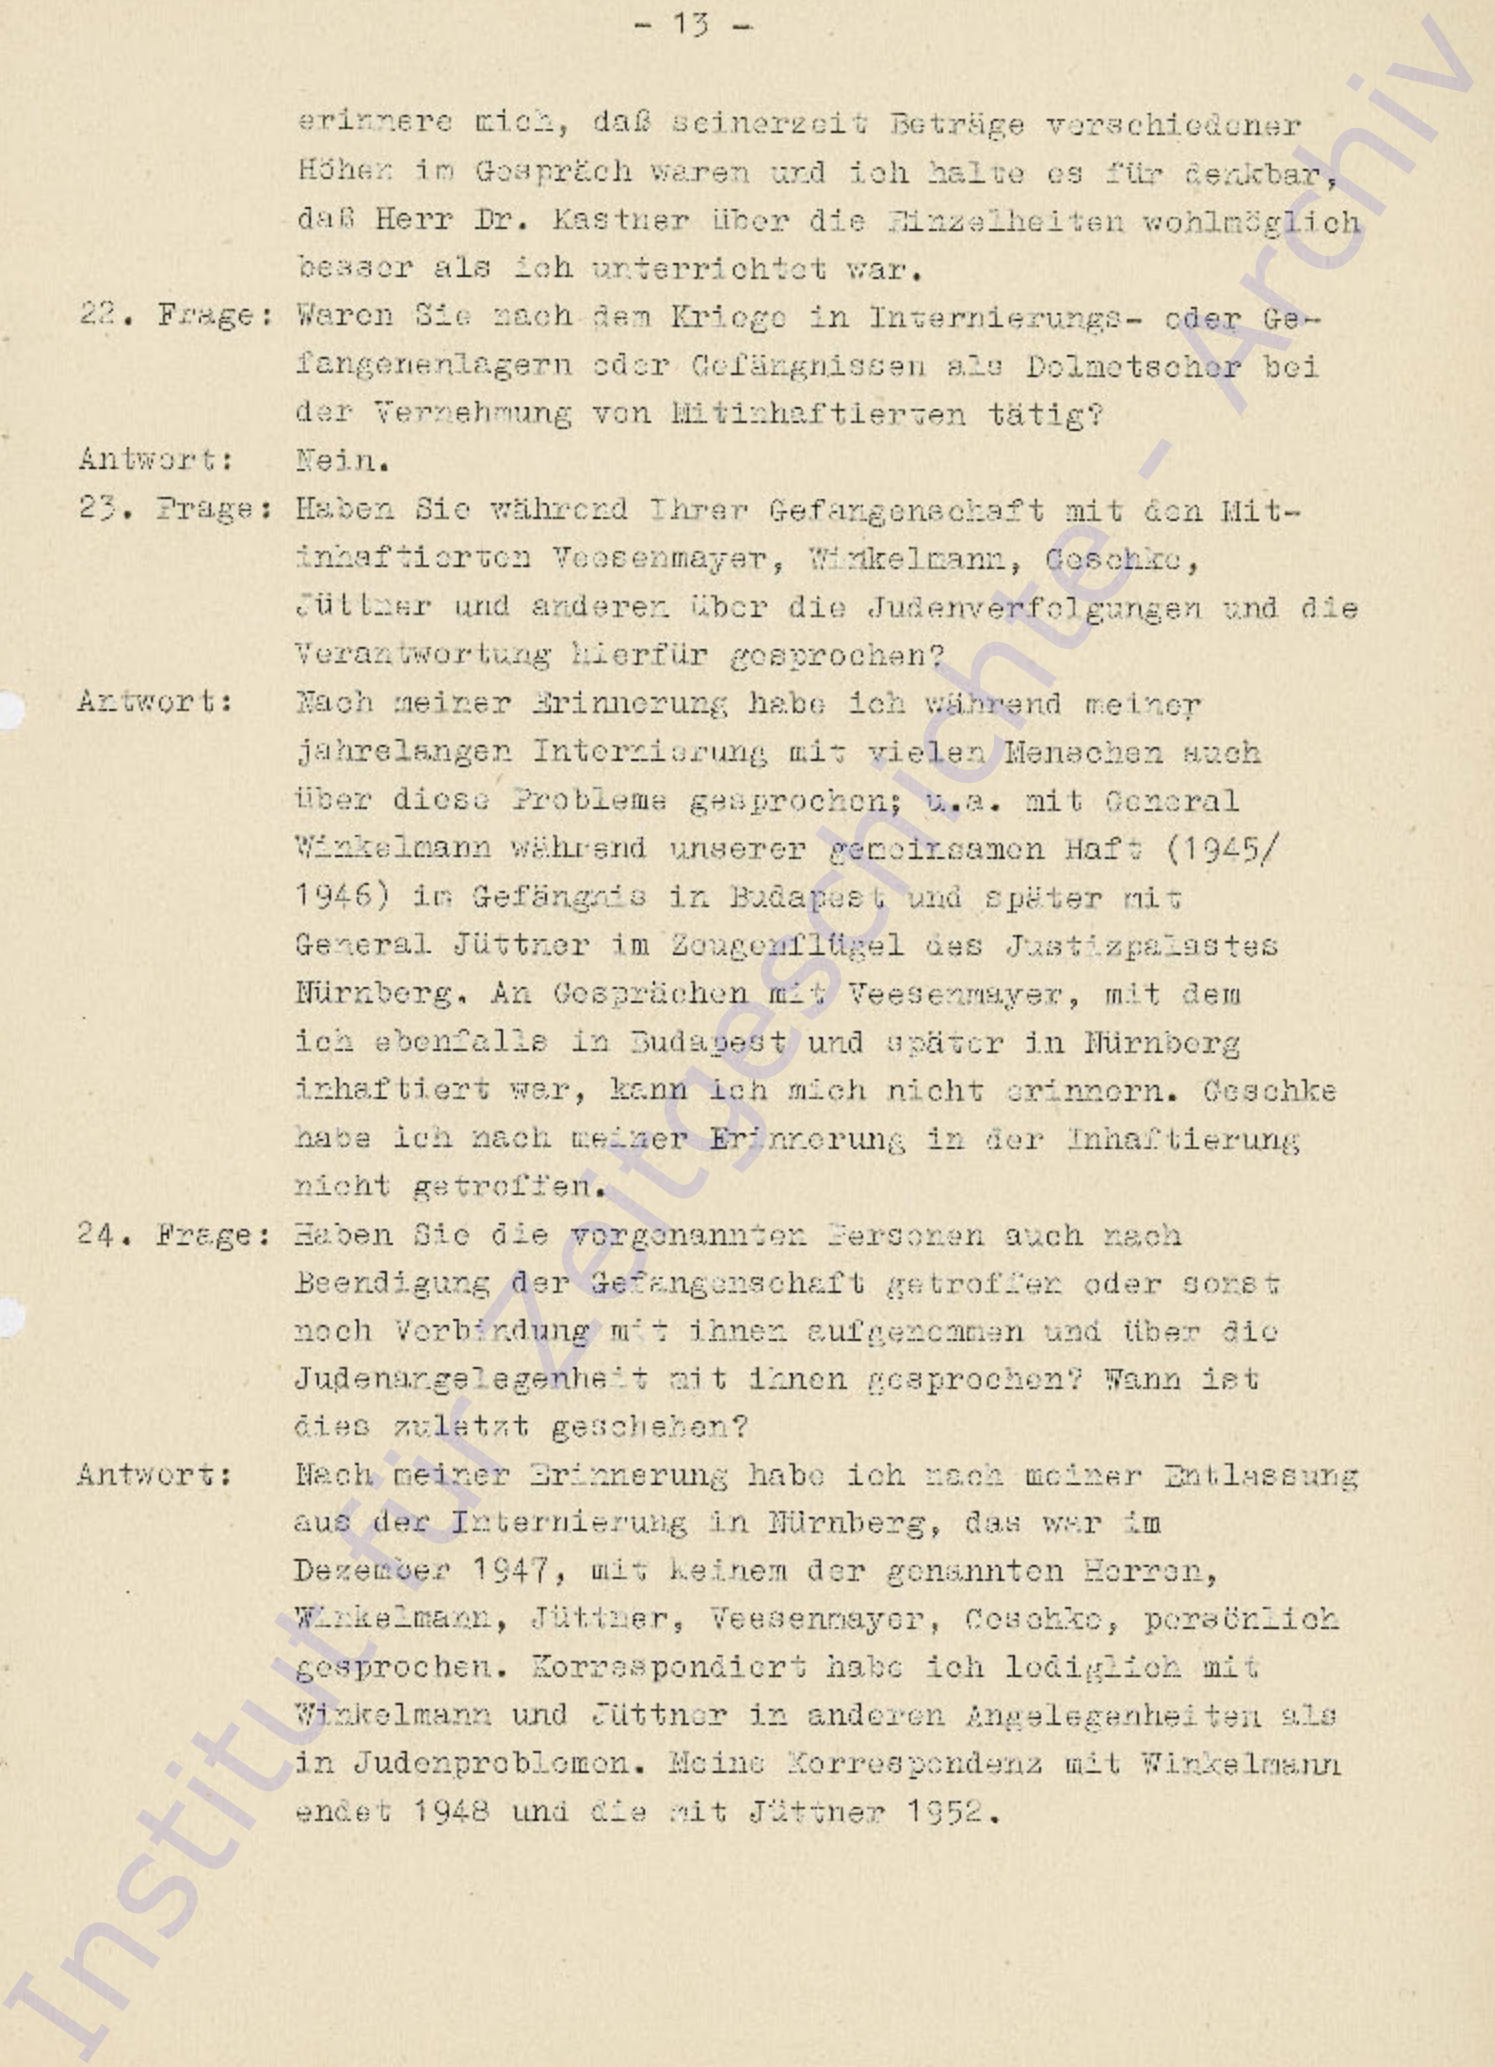 - 13 -
erinnere mich, daß seinerzeit Beträge verschiedener
Höhen im Gespräch waren und ich halte es für denkbar,
daß Herr Dr. Kastner über die Einzelheiten wohlmöglich
besser als ich unterrichtet war.
22. Frage: Waren Sie nach dem Kriege in Internierungs- oder Ge-
fangenenlagern oder Gefängnissen als Dolmetscher bei
der Vernehmung von Mitinhaftierten tätig?
Antwort: Nein.
23. Frage: Haben Sie während Ihrer Gefangenschaft mit den Mit-
inhaftierten Veesenmayer, Winkelmann, Geschke,
Jüttner und anderen über die Judenverfolgungen und die
Verantwortung hierfür gesprochen?
Antwort: Nach meiner Erinnerung habe ich während meiner
jahrelangen Internierung mit vielen Menschen auch
über diese Probleme gesprochen; u.a. mit General
Winkelmann während unserer gemeinsamen Haft (1945/
1946) im Gefängnis in Budapest und später mit
General Jüttner im Zeugenflügel des Justizpalastes
Nürnberg. An Gesprächen mit Veesenmayer, mit dem
ich ebenfalls in Budapest und später in Nürnberg
inhaftiert war, kann ich mich nicht erinnern. Geschke
habe ich nach meiner Erinnerung in der Inhaftierung
nicht getroffen.
24. Frage: Haben Sie die vorgenannten Personen auch nach
Beendigung der Gefangenschaft getroffen oder sonst
noch Verbindung mit ihnen aufgenommen und über die
Judenangelegenheit mit ihnen gesprochen? Wann ist
dies zuletzt geschehen?
Antwort: Nach meiner Erinnerung habe ich nach meiner Entlassung
aus der Internierung in Nürnberg, das war im
Dezember 1947, mit keinem der genannten Herren,
Winkelmann, Jüttner, Veesenmayer, Geschke, persönlich
gesprochen. Korrespondiert habe ich lediglich mit
Winkelmann und Jüttner in anderen Angelegenheiten als
in Judenproblemen. Meine Korrespondenz mit Winkelmann
endet 1948 und die mit Jüttner 1952.
Institut für Zeitgeschichte - Archiv